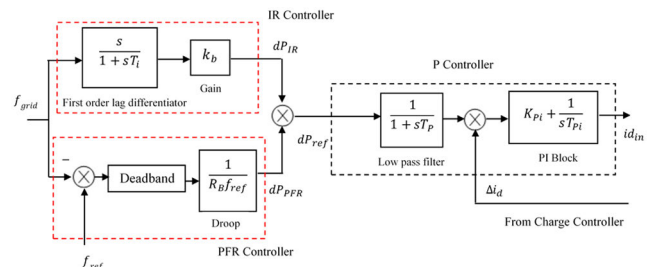 IR Controller
s
1 + sT_i
k_b
dP_IR
First order lag differentiator
Gain
P Controller
f_grid
1
1 + sT_P
K_Pi + 1
sT_Pi
id_in
dP_ref
Low pass filter
PI Block
−
Deadband
1
R_B f_ref
dP_PFR
Droop
Δi_d
From Charge Controller
PFR Controller
f_ref